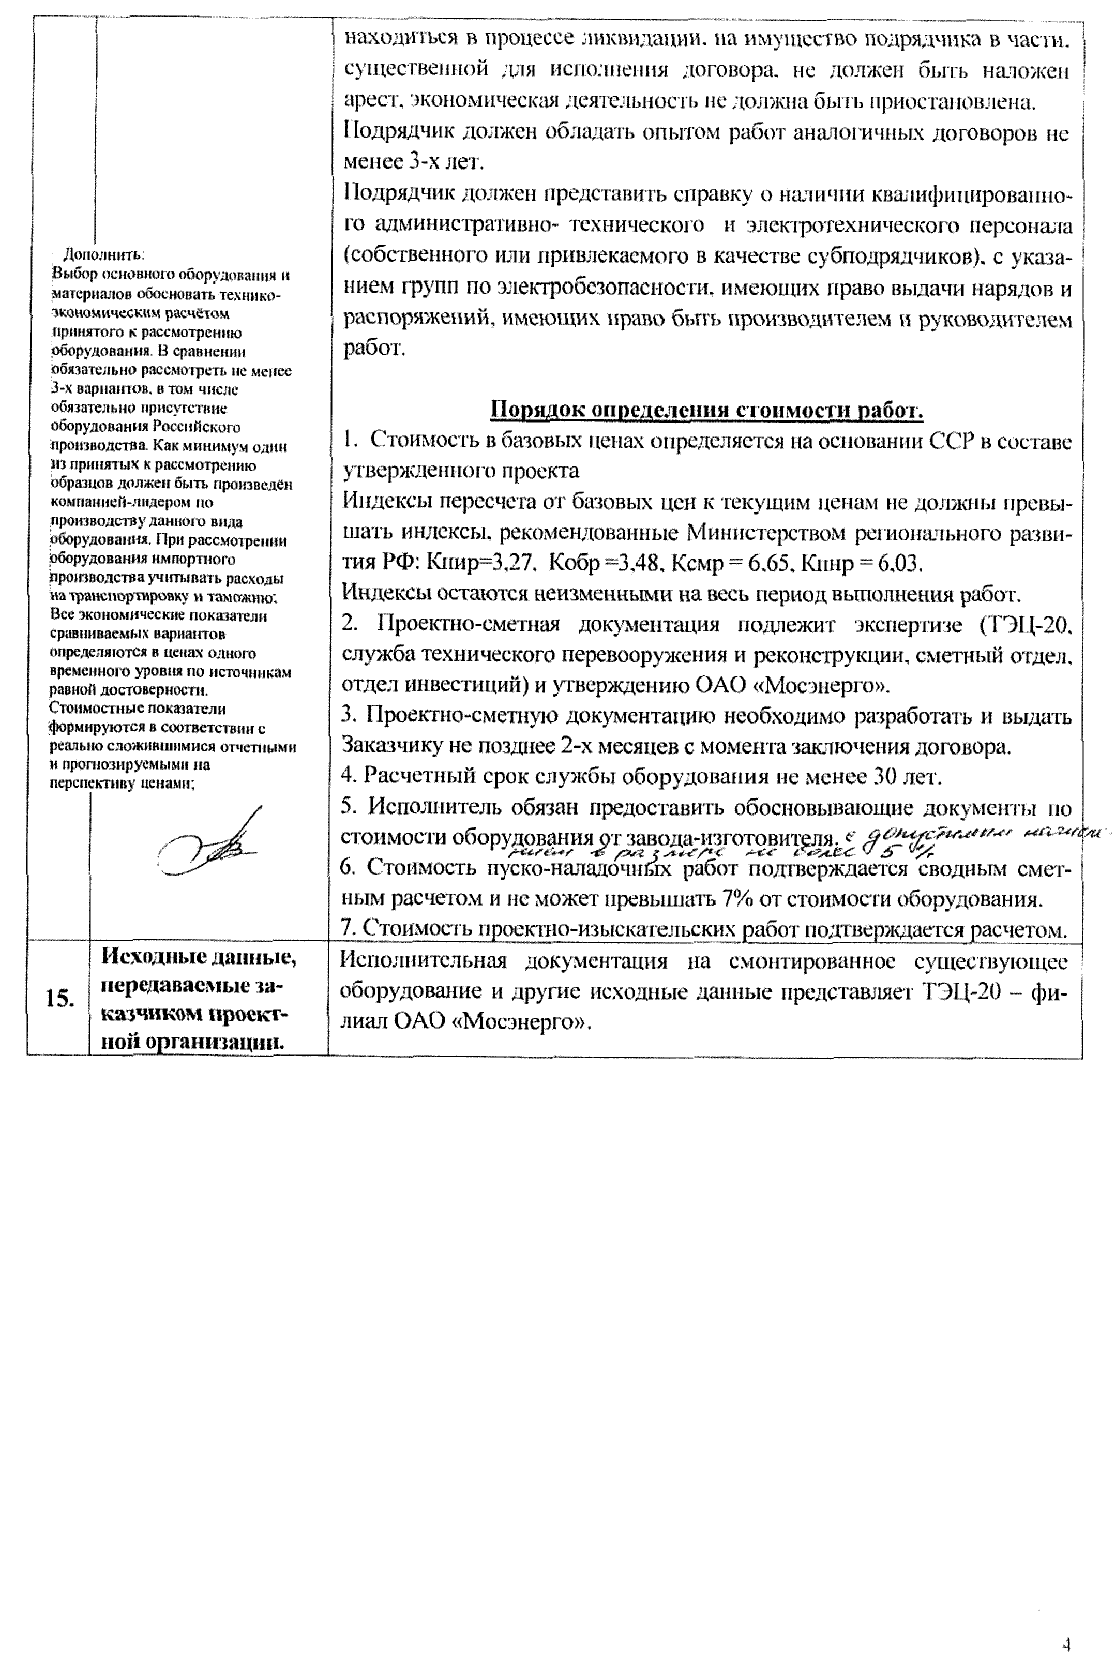 находиться в процессе ликвидации, на имущество подрядчика в части,
существенной для исполнения договора, не должен быть наложен
арест, экономическая деятельность не должна быть приостановлена.
Подрядчик должен обладать опытом работ аналогичных договоров не
менее 3-х лет.
Подрядчик должен представить справку о наличии квалифицированно-
го административно- технического и электротехнического персонала
(собственного или привлекаемого в качестве субподрядчиков), с указа-
нием групп по электробезопасности, имеющих право выдачи нарядов и
распоряжений, имеющих право быть производителем и руководителем
работ.
Порядок определения стоимости работ.
1. Стоимость в базовых ценах определяется на основании ССР в составе
утвержденного проекта
Индексы пересчета от базовых цен к текущим ценам не должны превы-
шать индексы, рекомендованные Министерством регионального разви-
тия РФ: Кпир=3,27, Кобр =3,48, Ксмр = 6,65, Кпнр = 6,03.
Индексы остаются неизменными на весь период выполнения работ.
2. Проектно-сметная документация подлежит экспертизе (ТЭЦ-20,
служба технического перевооружения и реконструкции, сметный отдел,
отдел инвестиций) и утверждению ОАО «Мосэнерго».
3. Проектно-сметную документацию необходимо разработать и выдать
Заказчику не позднее 2-х месяцев с момента заключения договора.
4. Расчетный срок службы оборудования не менее 30 лет.
5. Исполнитель обязан предоставить обосновывающие документы по
стоимости оборудования от завода-изготовителя, с допустимым
в размере не более 5 %
6. Стоимость пуско-наладочных работ подтверждается сводным смет-
ным расчетом и не может превышать 7% от стоимости оборудования.
7. Стоимость проектно-изыскательских работ подтверждается расчетом.
Дополнить:
Выбор основного оборудования и
материалов обосновать технико-
экономическим расчётом
принятого к рассмотрению
оборудования. В сравнении
обязательно рассмотреть не менее
3-х вариантов, в том числе
обязательно присутствие
оборудования Российского
производства. Как минимум один
из принятых к рассмотрению
образцов должен быть произведён
компанией-лидером по
производству данного вида
оборудования. При рассмотрении
оборудования импортного
производства учитывать расходы
на транспортировку и таможню;
Все экономические показатели
сравниваемых вариантов
определяются в ценах одного
временного уровня по источникам
равной достоверности.
Стоимостные показатели
формируются в соответствии с
реально сложившимися отчетными
и прогнозируемыми на
перспективу ценами;
15.
Исходные данные,
передаваемые за-
казчиком проект-
ной организации.
Исполнительная документация на смонтированное существующее
оборудование и другие исходные данные представляет ТЭЦ-20 – фи-
лиал ОАО «Мосэнерго».
4